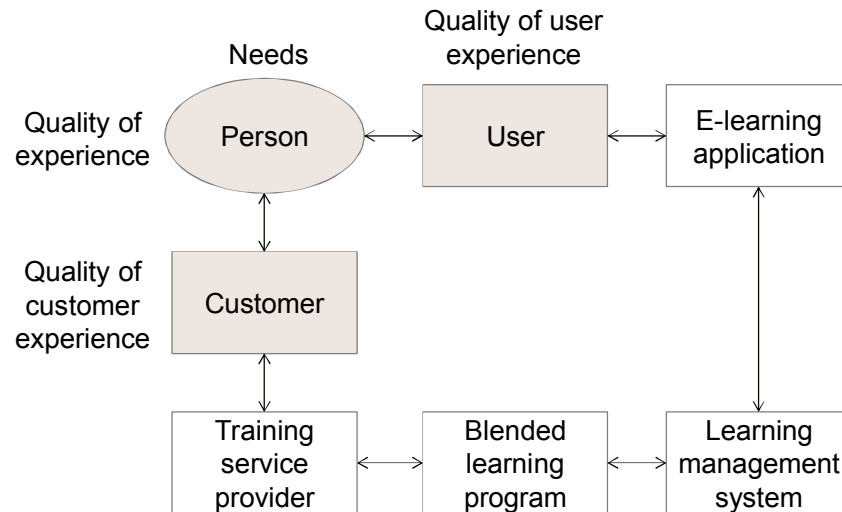 Quality of user
experience
Needs
Quality of
experience
Person
User
E-learning
application
Quality of
customer
experience
Customer
Training
service
provider
Blended
learning
program
Learning
management
system